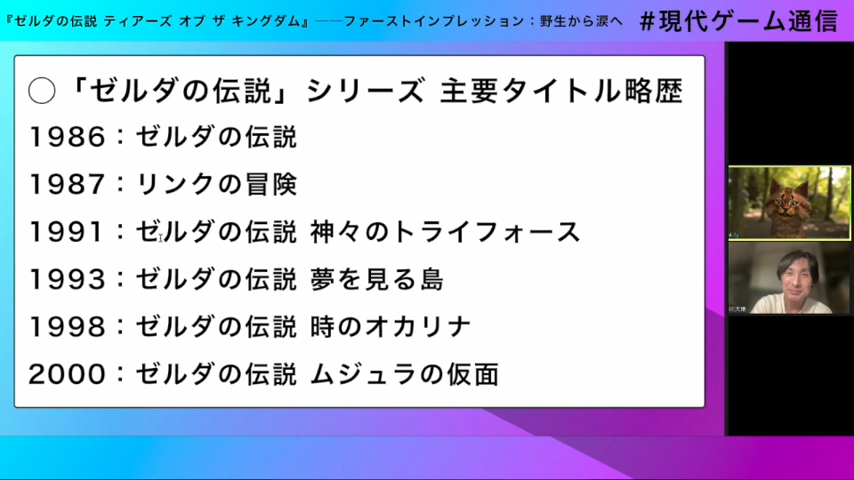 『ゼルダの伝説 ティアーズ オブ ザ キングダム』──ファーストインプレッション：野生から涙へ
#現代ゲーム通信
○「ゼルダの伝説」シリーズ 主要タイトル略歴
1986：ゼルダの伝説
1987：リンクの冒険
1991：ゼルダの伝説 神々のトライフォース
1993：ゼルダの伝説 夢を見る島
1998：ゼルダの伝説 時のオカリナ
2000：ゼルダの伝説 ムジュラの仮面